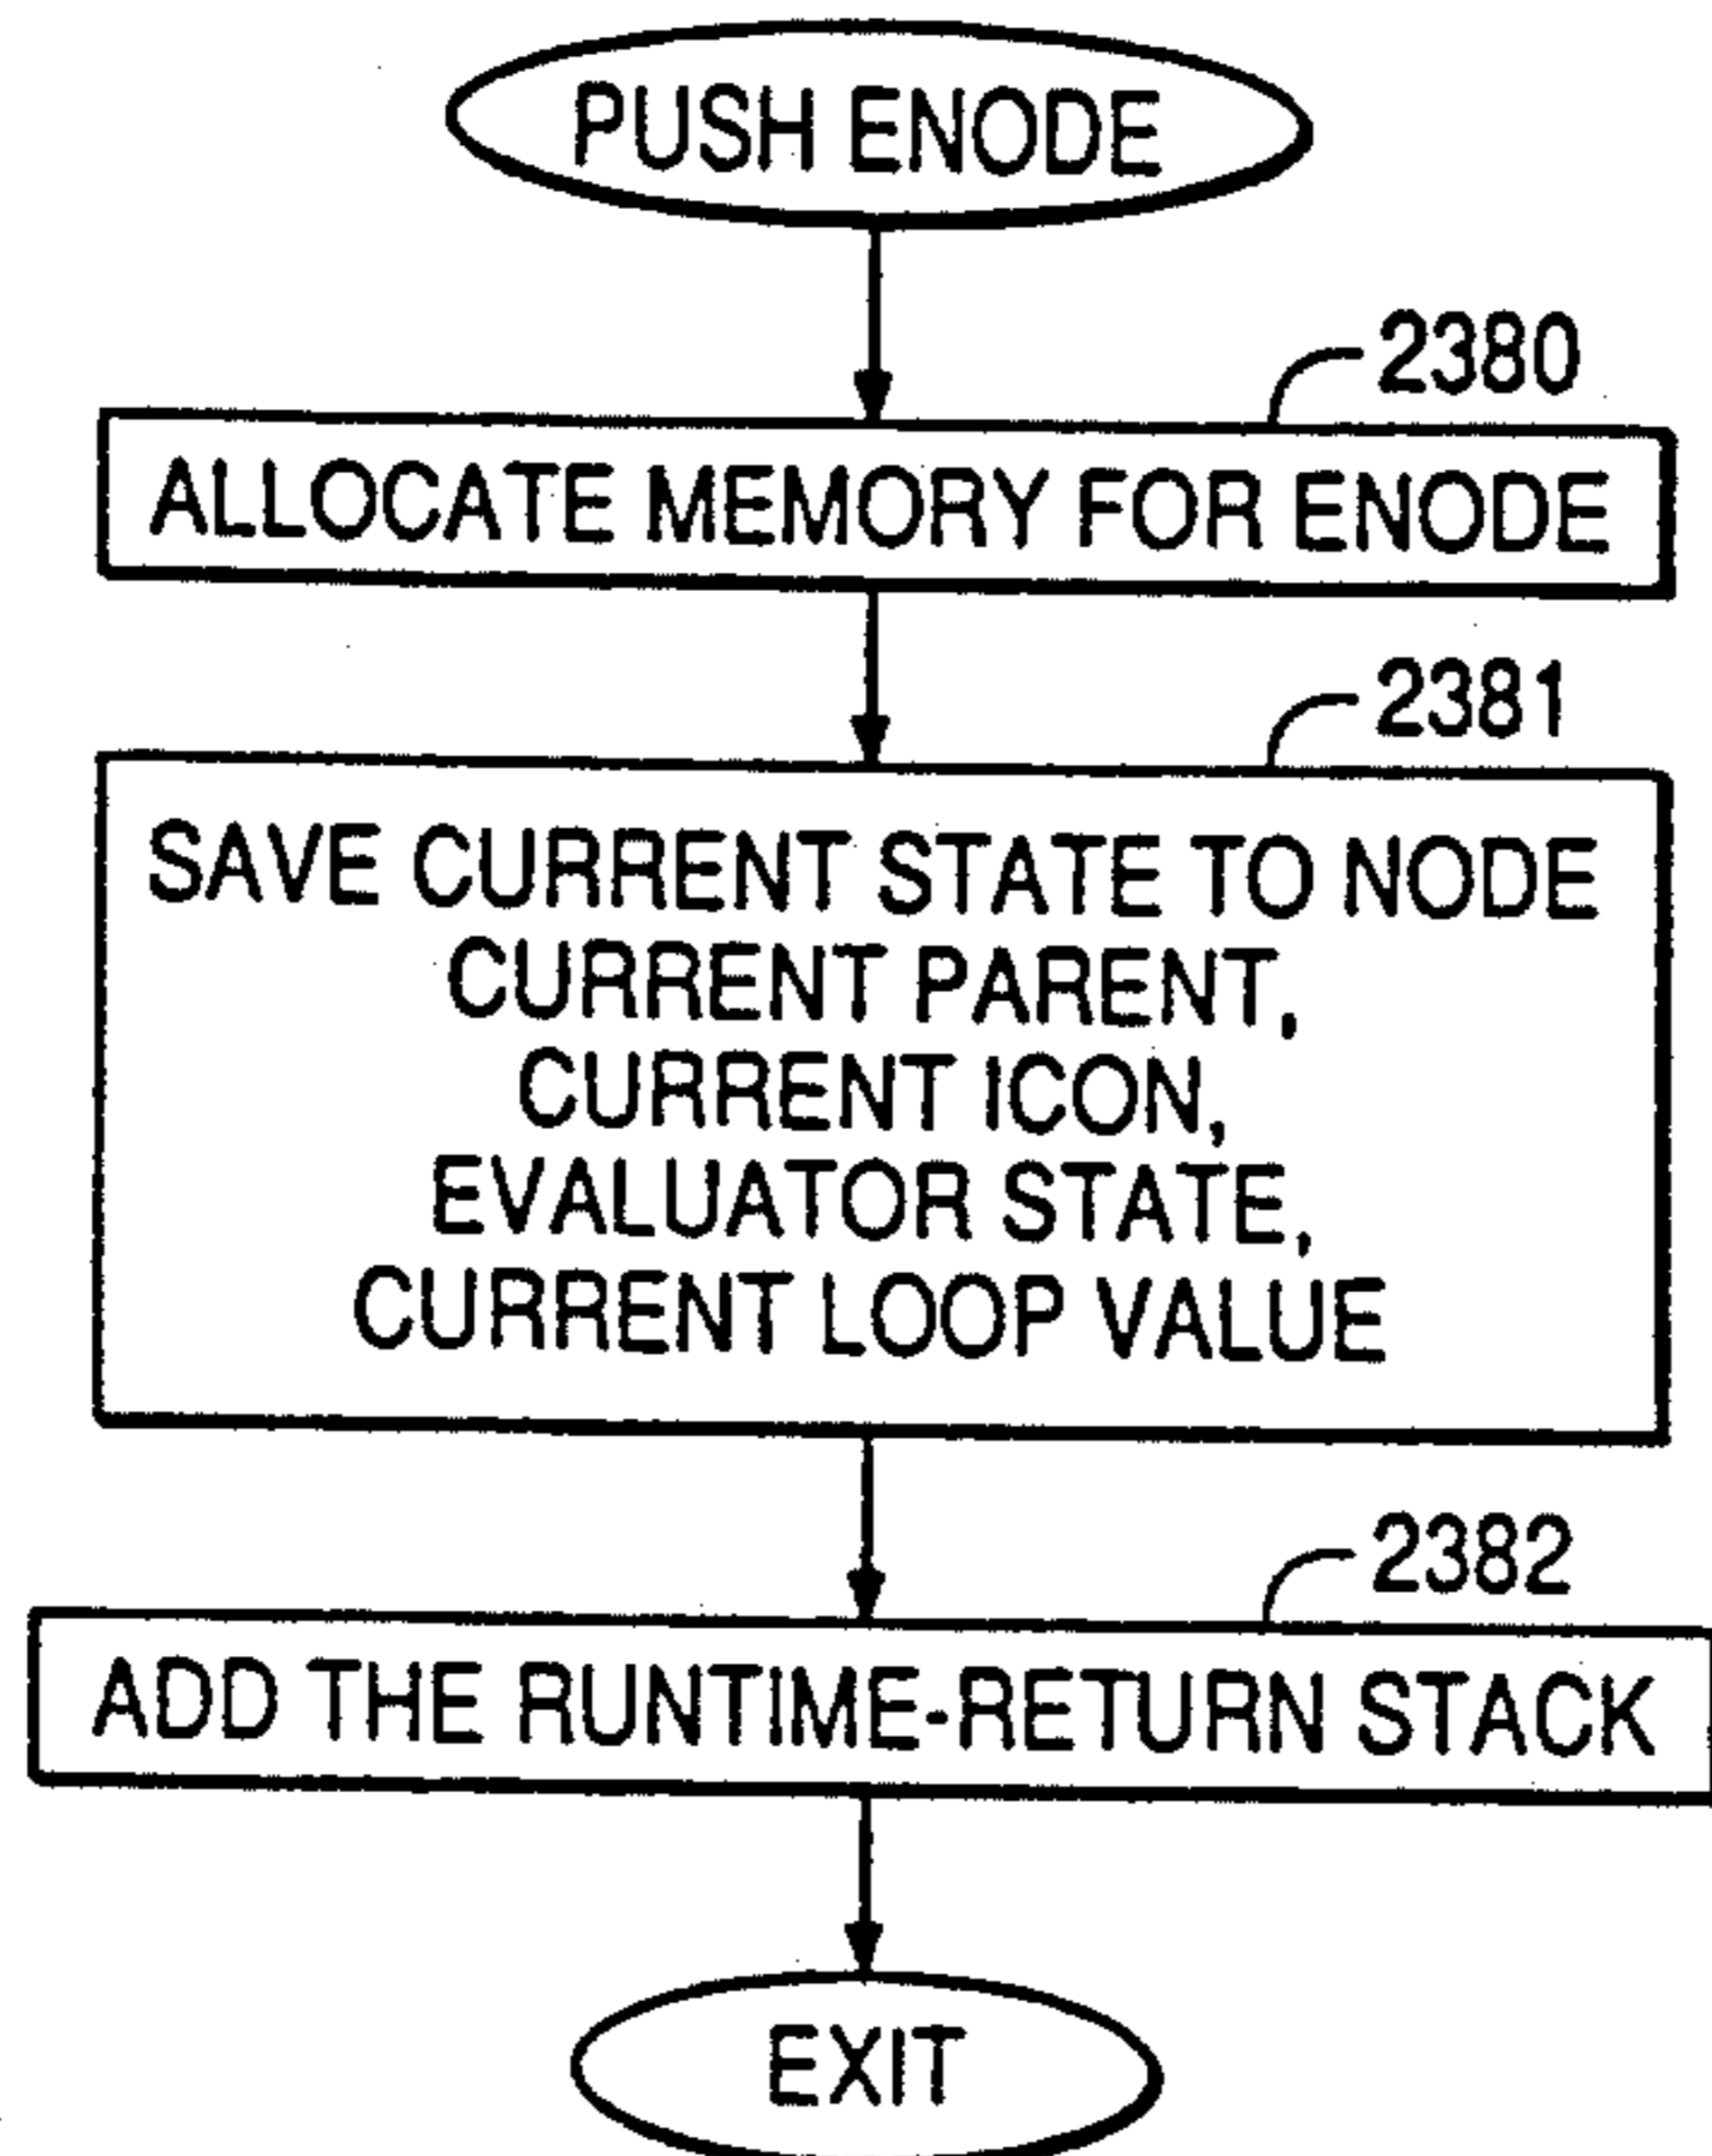 PUSH ENODE
2380
ALLOCATE MEMORY FOR ENODE
2381
SAVE CURRENT STATE TO NODE
CURRENT PARENT,
CURRENT ICON,
EVALUATOR STATE,
CURRENT LOOP VALUE
2382
ADD THE RUNTIME-RETURN STACK
EXIT